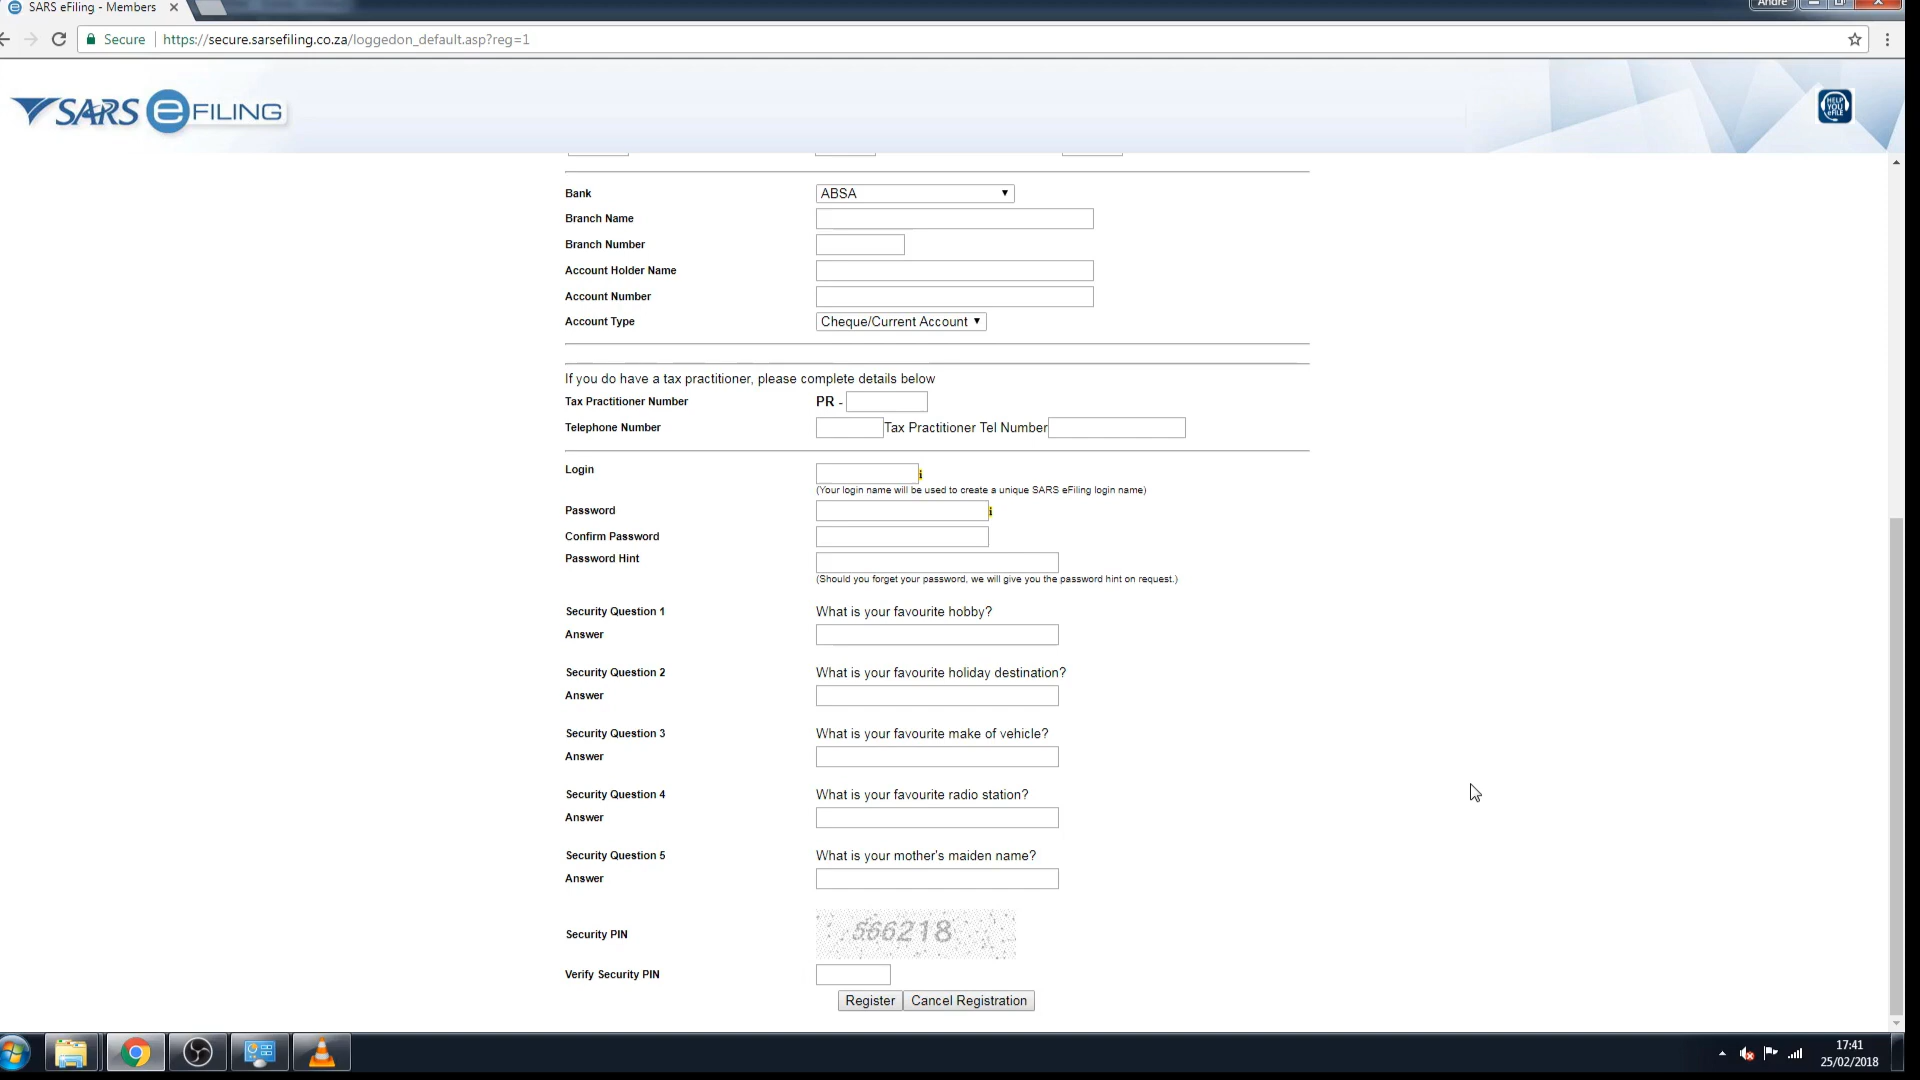 SARS eFiling - Members
Andre
Secure https://secure.sarsefiling.co.za/loggedon_default.asp?reg=1
SARS e FILING
HELP YOU eFILE
Bank ABSA
Branch Name
Branch Number
Account Holder Name
Account Number
Account Type Cheque/Current Account
If you do have a tax practitioner, please complete details below
Tax Practitioner Number PR -
Telephone Number Tax Practitioner Tel Number
Login
(Your login name will be used to create a unique SARS eFiling login name)
Password
Confirm Password
Password Hint
(Should you forget your password, we will give you the password hint on request.)
Security Question 1 What is your favourite hobby?
Answer
Security Question 2 What is your favourite holiday destination?
Answer
Security Question 3 What is your favourite make of vehicle?
Answer
Security Question 4 What is your favourite radio station?
Answer
Security Question 5 What is your mother's maiden name?
Answer
Security PIN 566218
Verify Security PIN
Register Cancel Registration
17:41
25/02/2018